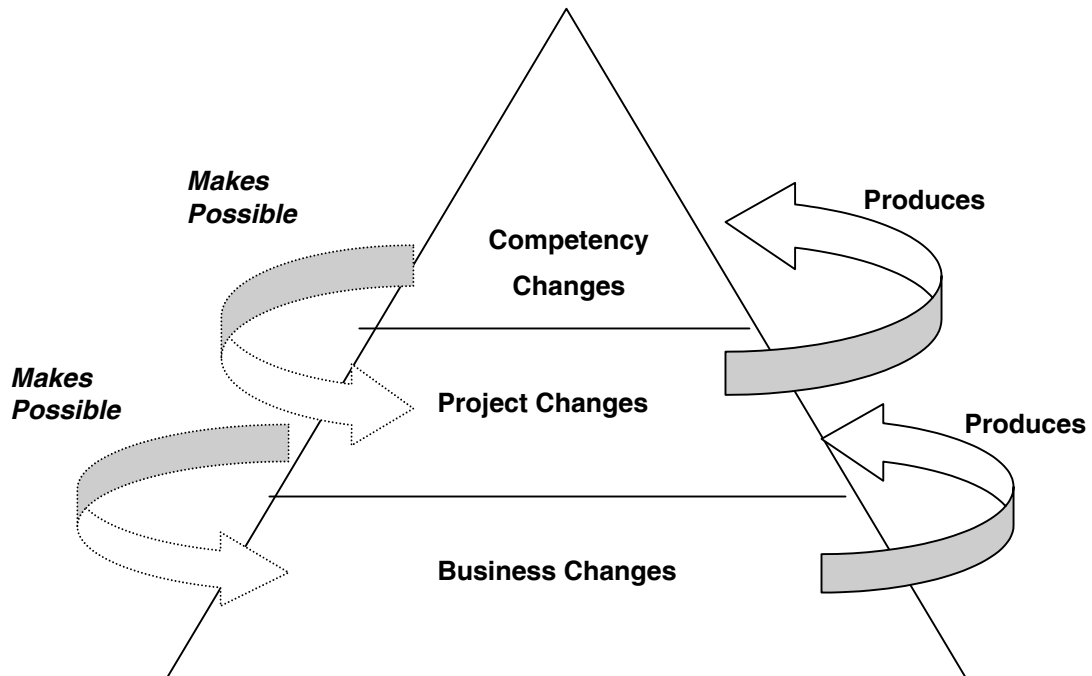 Makes
Possible
Produces
Competency
Changes
Makes
Possible
Project Changes
Produces
Business Changes